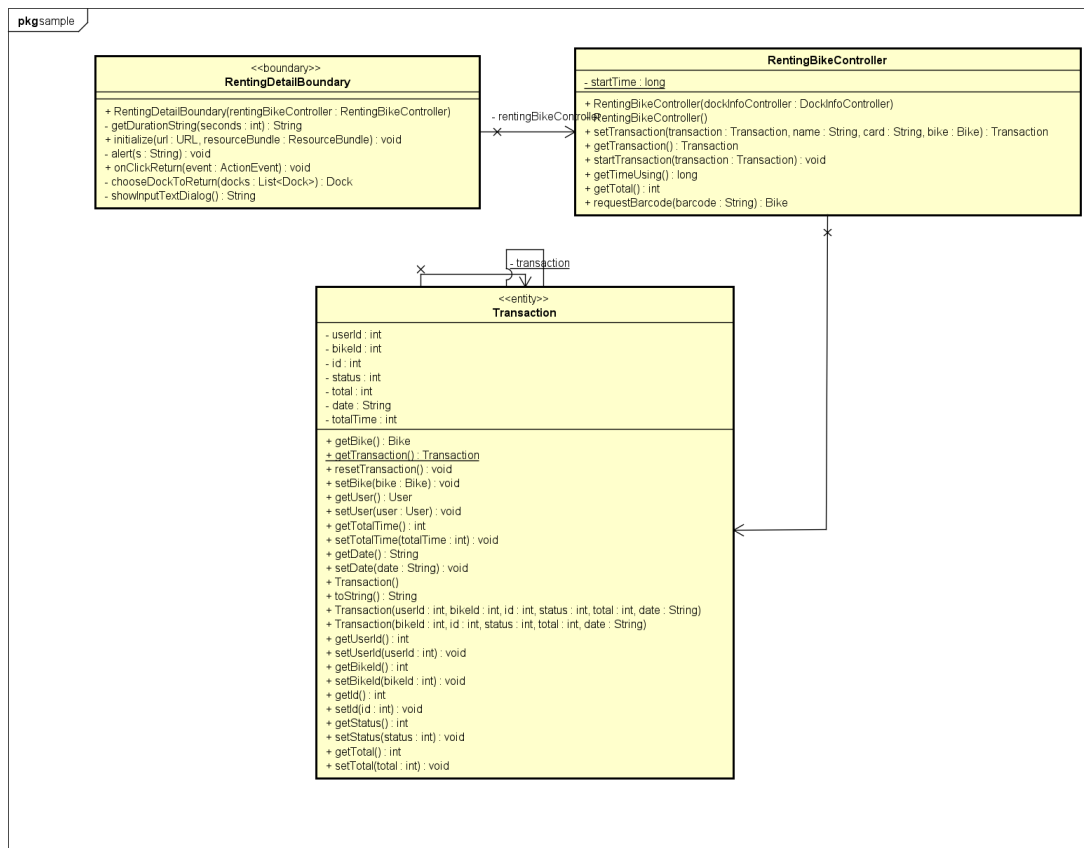 pkg sample
<<boundary>>
RentingDetailBoundary
+ RentingDetailBoundary(rentingBikeController : RentingBikeController)
- getDurationString(seconds : int) : String
+ initialize(url : URL, resourceBundle : ResourceBundle) : void
- alert(s : String) : void
+ onClickReturn(event : ActionEvent) : void
- chooseDockToReturn(docks : List<Dock>) : Dock
- showInputTextDialog() : String
- rentingBikeController
RentingBikeController
- startTime : long
+ RentingBikeController(dockInfoController : DockInfoController)
+ RentingBikeController()
+ setTransaction(transaction : Transaction, name : String, card : String, bike : Bike) : Transaction
+ getTransaction() : Transaction
+ startTransaction(transaction : Transaction) : void
+ getTimeUsing() : long
+ getTotal() : int
+ requestBarcode(barcode : String) : Bike
- transaction
<<entity>>
Transaction
- userId : int
- bikeId : int
- id : int
- status : int
- total : int
- date : String
- totalTime : int
+ getBike() : Bike
+ getTransaction() : Transaction
+ resetTransaction() : void
+ setBike(bike : Bike) : void
+ getUser() : User
+ setUser(user : User) : void
+ getTotalTime() : int
+ setTotalTime(totalTime : int) : void
+ getDate() : String
+ setDate(date : String) : void
+ Transaction()
+ toString() : String
+ Transaction(userId : int, bikeId : int, id : int, status : int, total : int, date : String)
+ Transaction(bikeId : int, id : int, status : int, total : int, date : String)
+ getUserId() : int
+ setUserId(userId : int) : void
+ getBikeId() : int
+ setBikeId(bikeId : int) : void
+ getId() : int
+ setId(id : int) : void
+ getStatus() : int
+ setStatus(status : int) : void
+ getTotal() : int
+ setTotal(total : int) : void